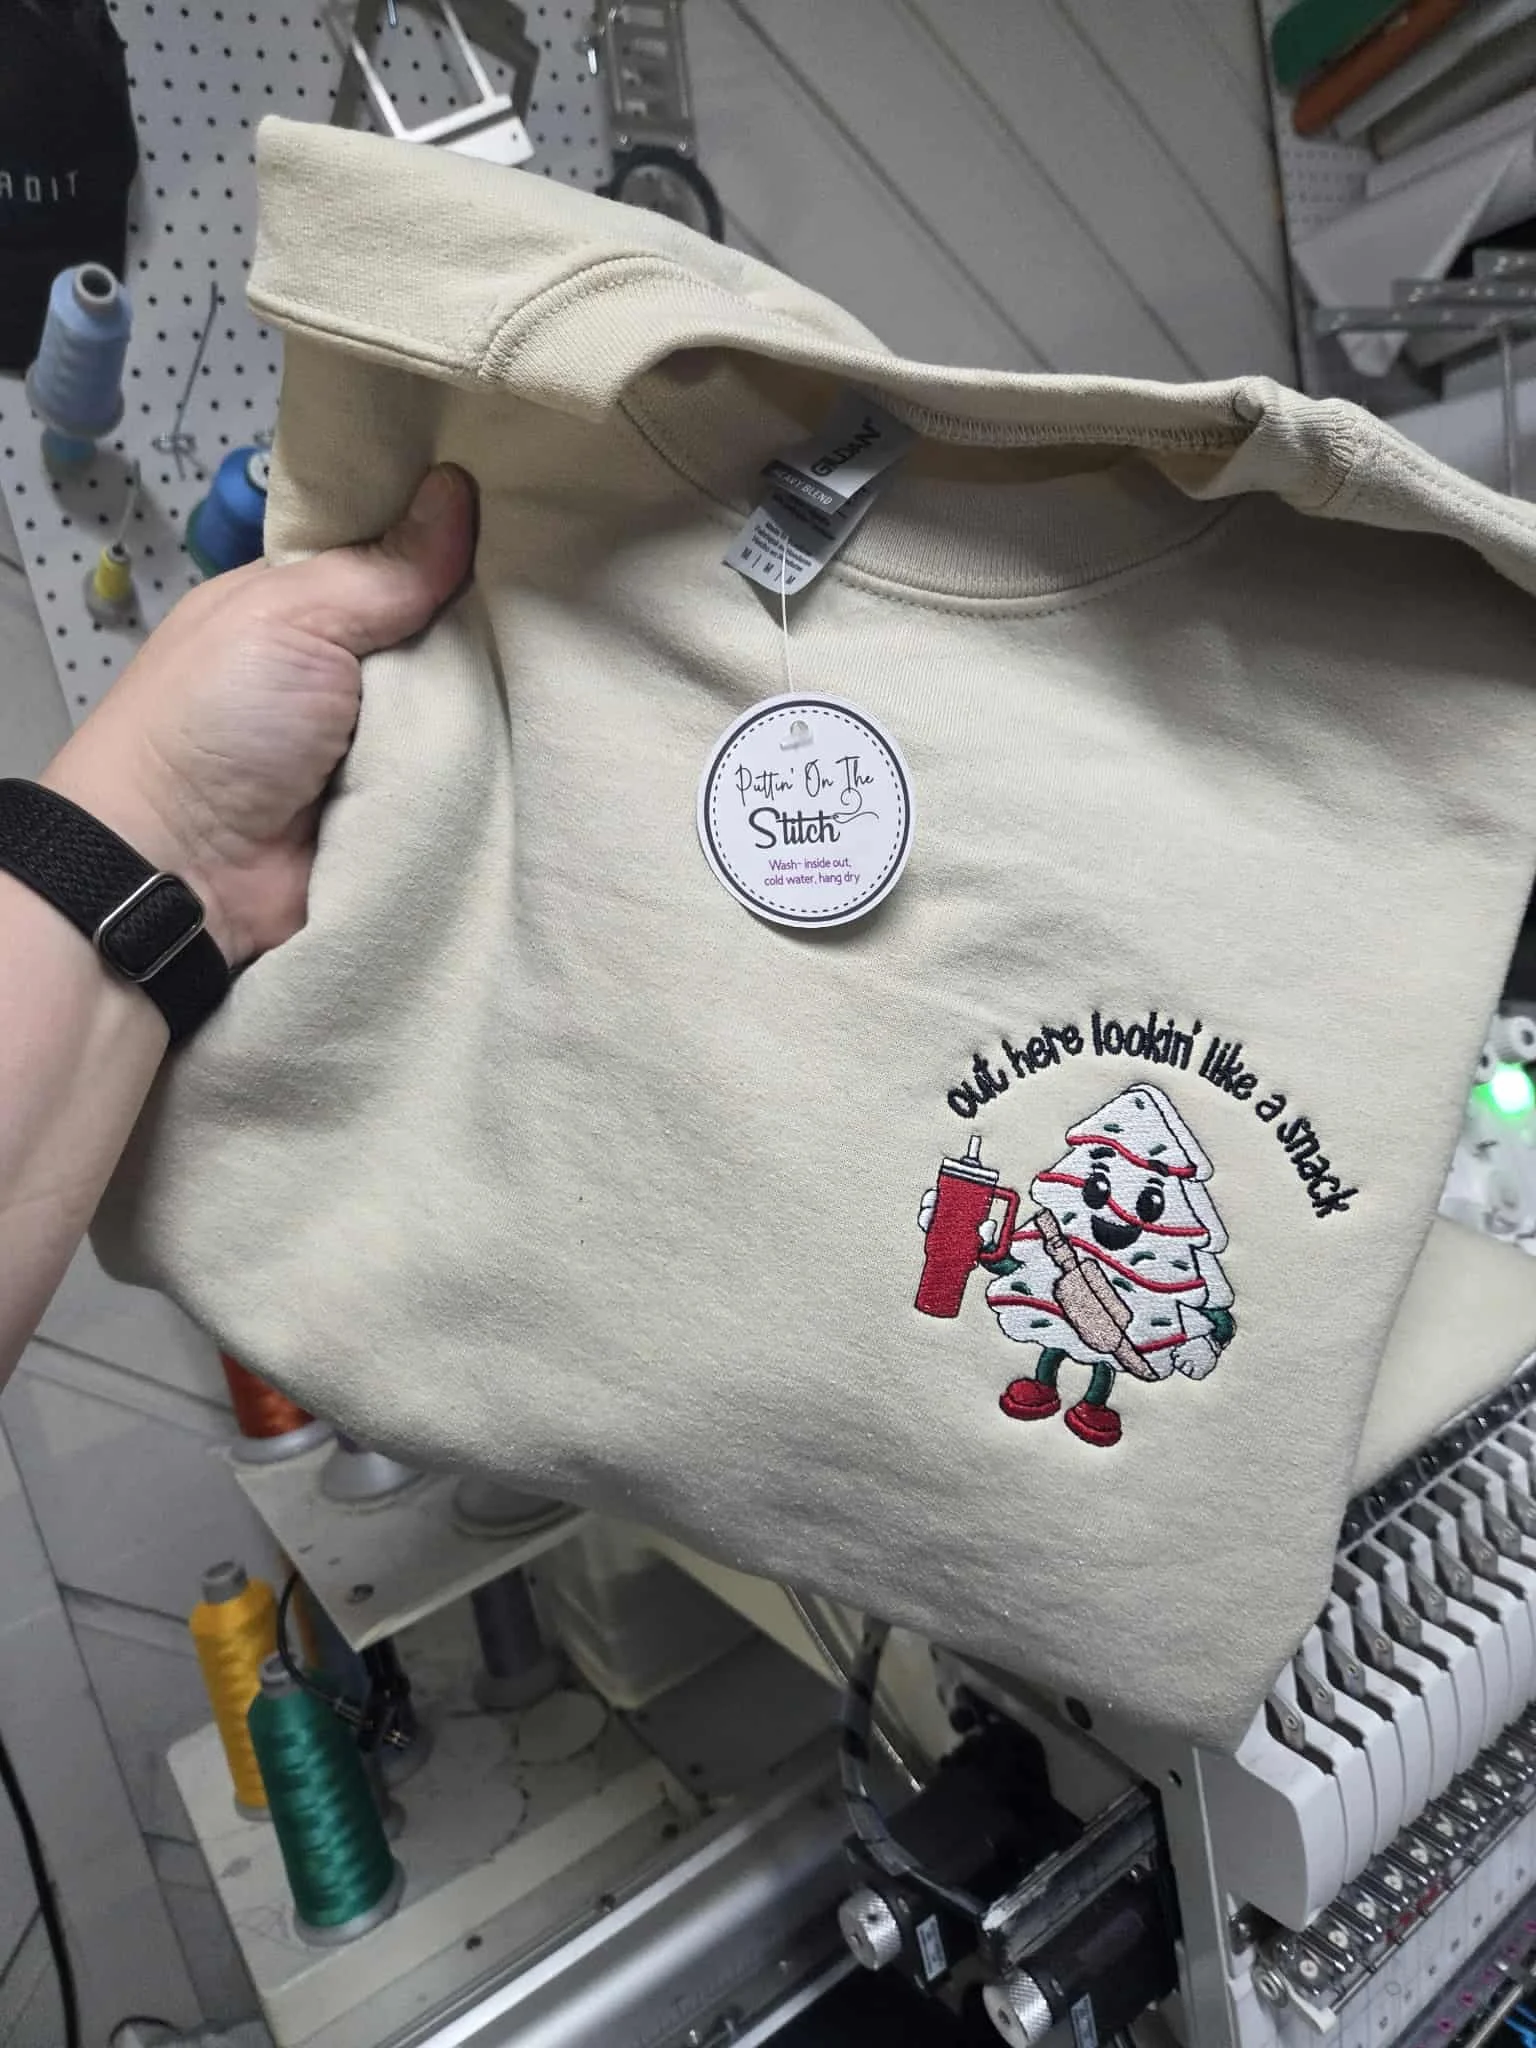 GILDAN
HEAVY BLEND
M | M | M
Puttin' On The
Stitch
Wash- inside out,
cold water, hang dry
out here lookin' like a snack